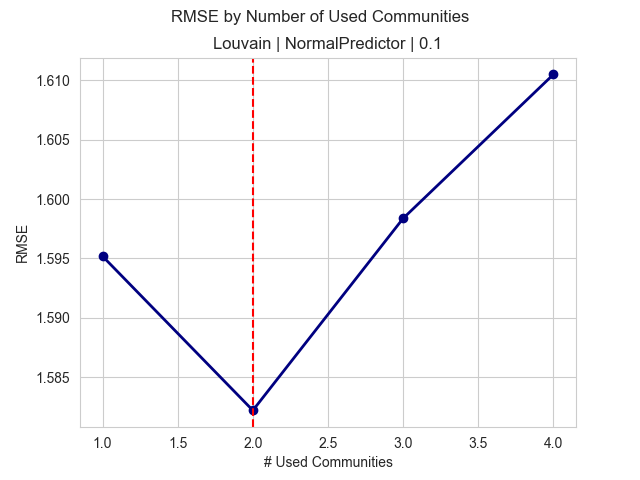 RMSE by Number of Used Communities
Louvain | NormalPredictor | 0.1
1.610
1.605
1.600
1.595
1.590
1.585
RMSE
1.0 1.5 2.0 2.5 3.0 3.5 4.0
# Used Communities